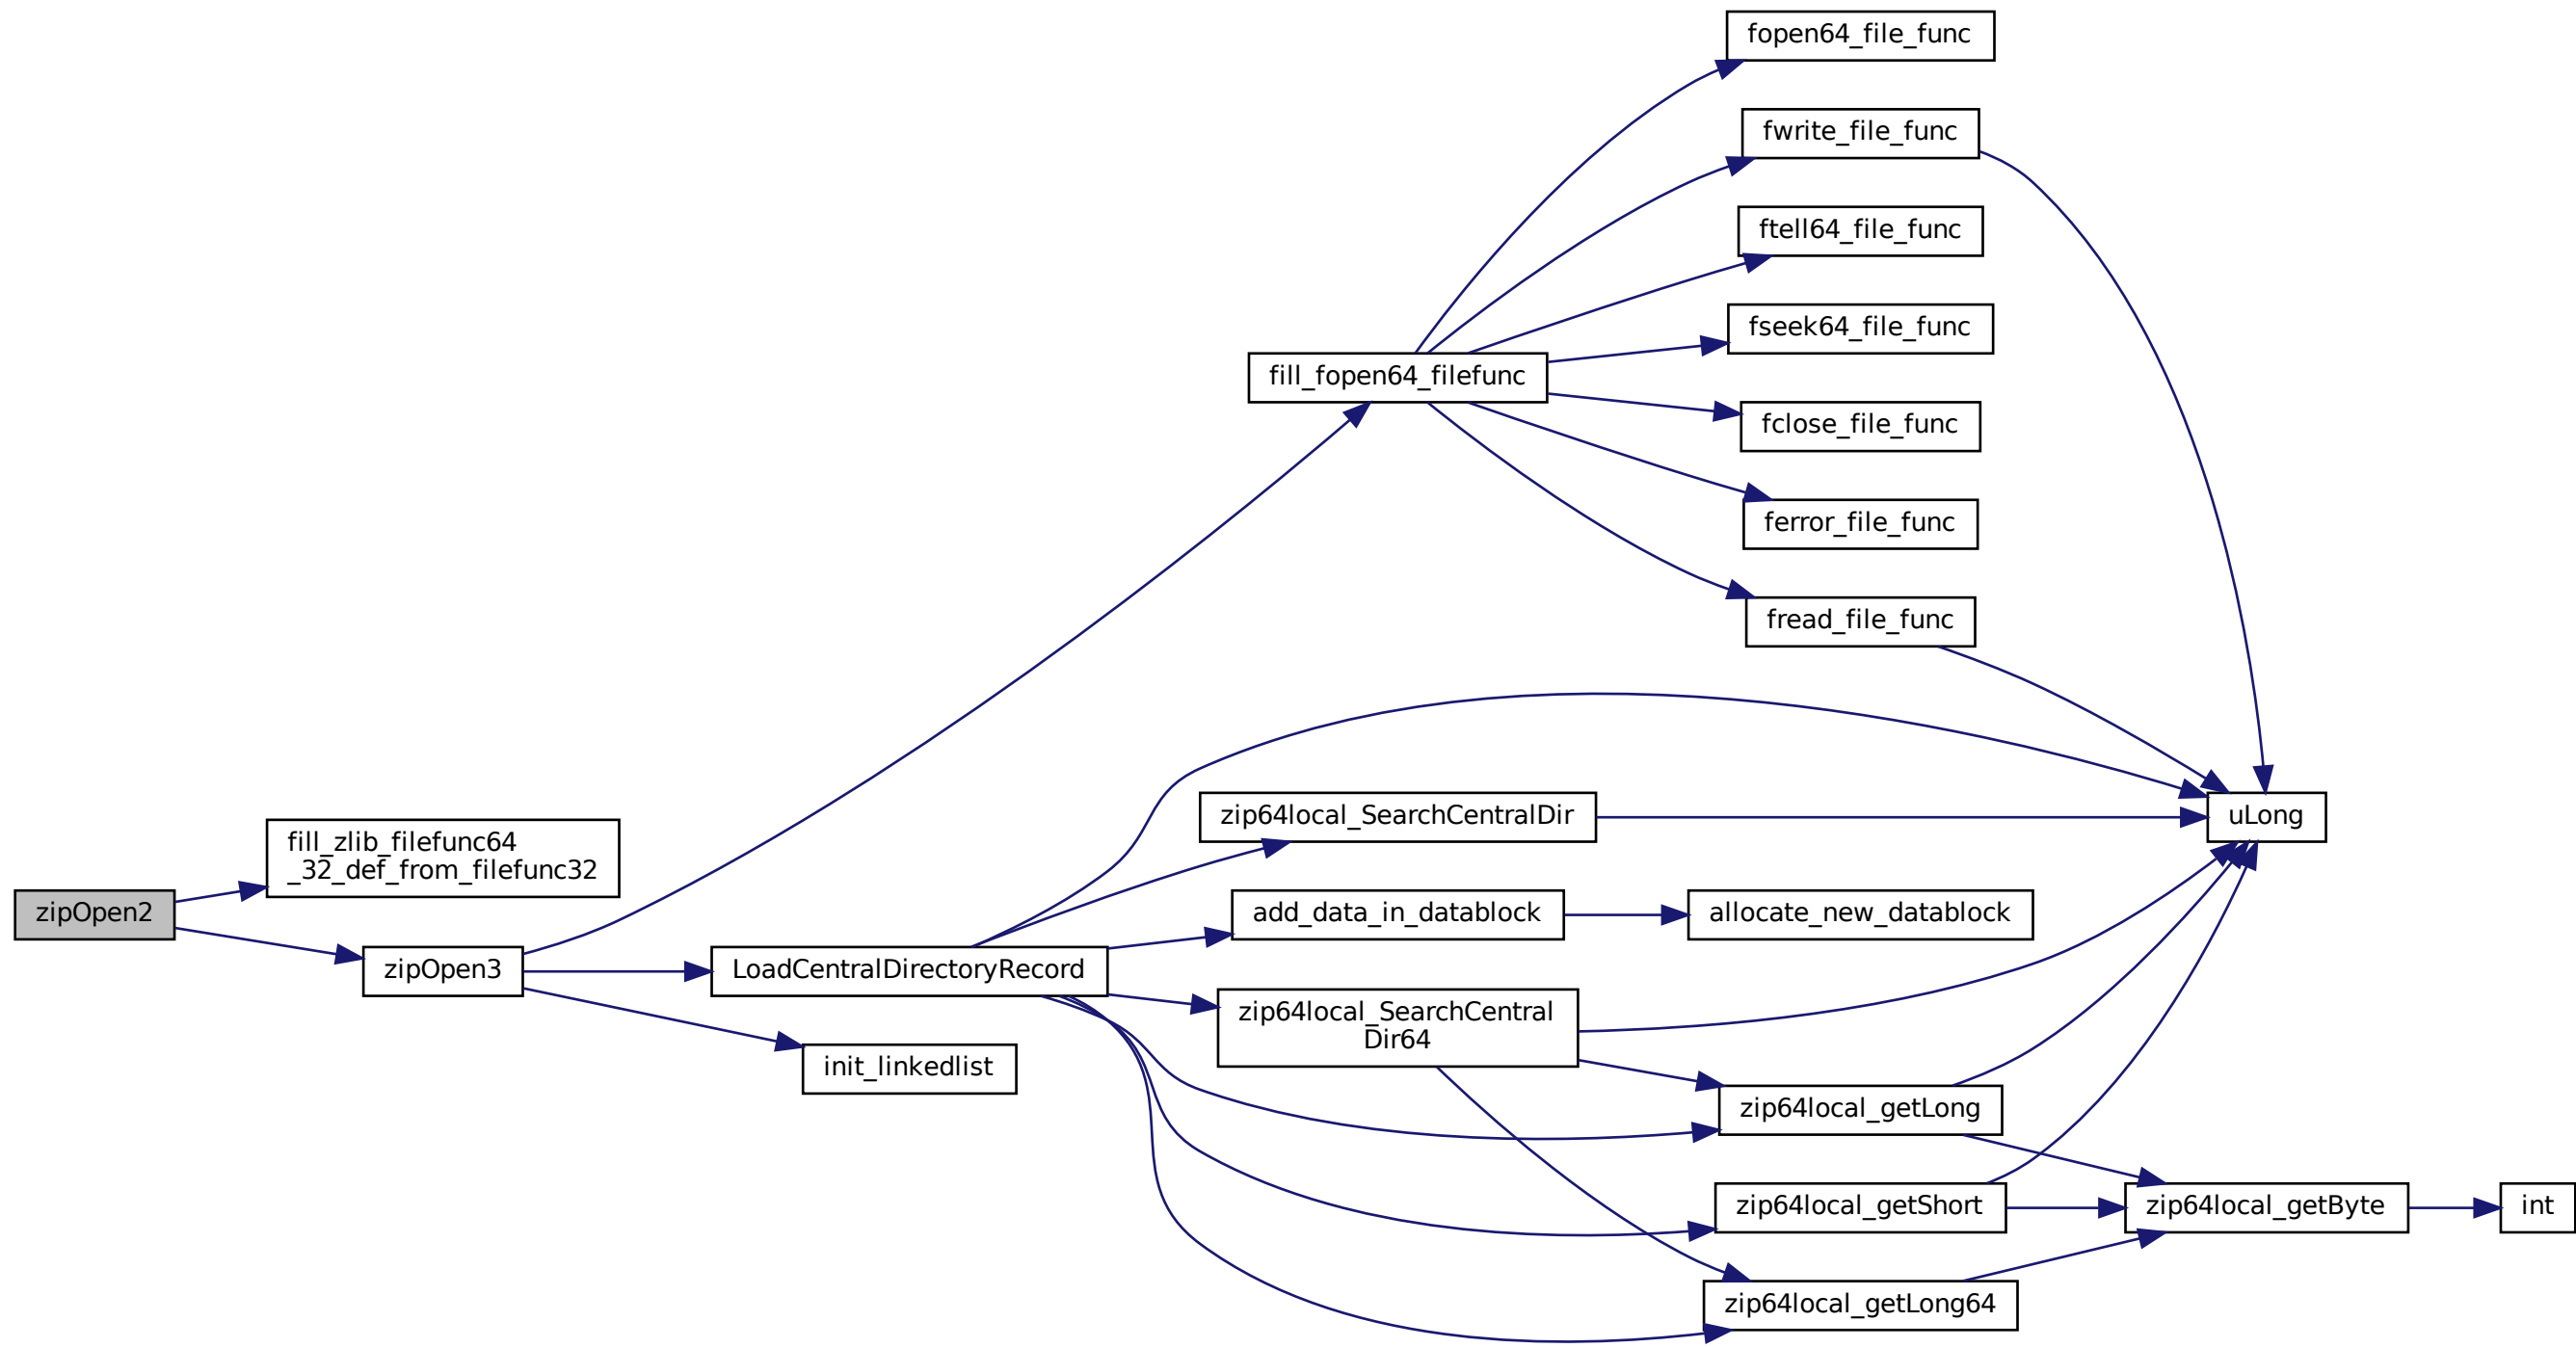 fopen64_file_func
fwrite_file_func
ftell64_file_func
fseek64_file_func
fill_fopen64_filefunc
fclose_file_func
ferror_file_func
fread_file_func
zip64local_SearchCentralDir
uLong
fill_zlib_filefunc64
_32_def_from_filefunc32
zipOpen2
add_data_in_datablock
allocate_new_datablock
zipOpen3
LoadCentralDirectoryRecord
zip64local_SearchCentral
Dir64
init_linkedlist
zip64local_getLong
zip64local_getShort
zip64local_getByte
int
zip64local_getLong64